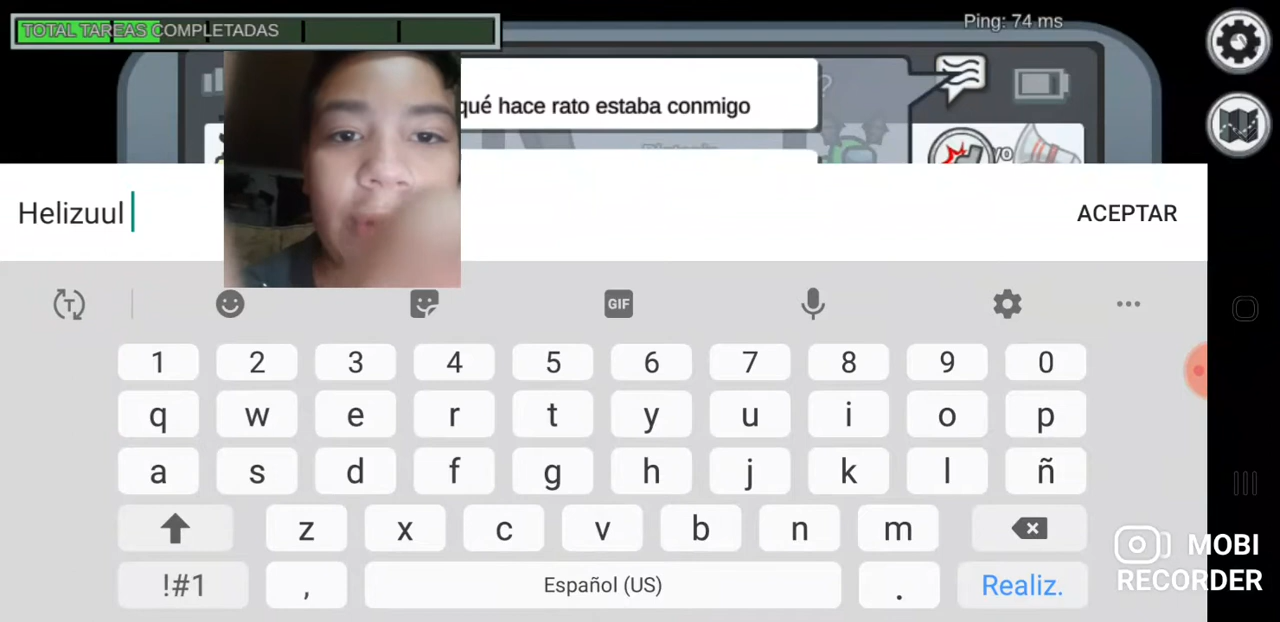 TOTAL TAREAS COMPLETADAS
Ping: 74 ms
qué hace rato estaba conmigo
Helizuul
ACEPTAR
GIF
1 2 3 4 5 6 7 8 9 0
q w e r t y u i o p
a s d f g h j k l ñ
z x c v b n m
!#1 , Español (US) . Realiz.
MOBI
RECORDER